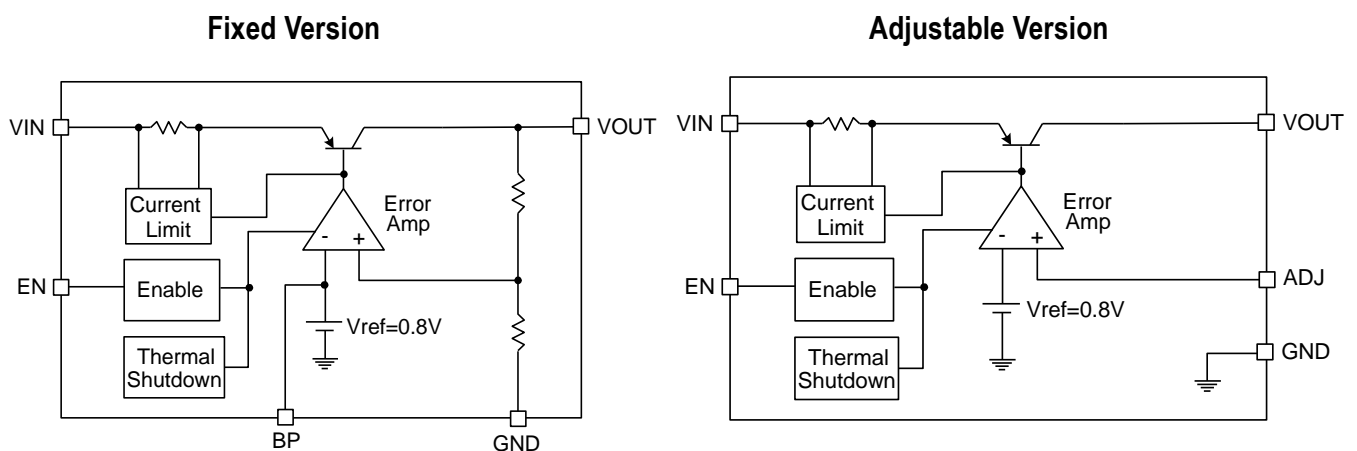 Fixed Version
VIN
VOUT
Current
Limit
Error
Amp
-
+
EN
Enable
Vref=0.8V
Thermal
Shutdown
BP
GND
Adjustable Version
VIN
VOUT
Current
Limit
Error
Amp
-
+
EN
Enable
ADJ
Vref=0.8V
GND
Thermal
Shutdown